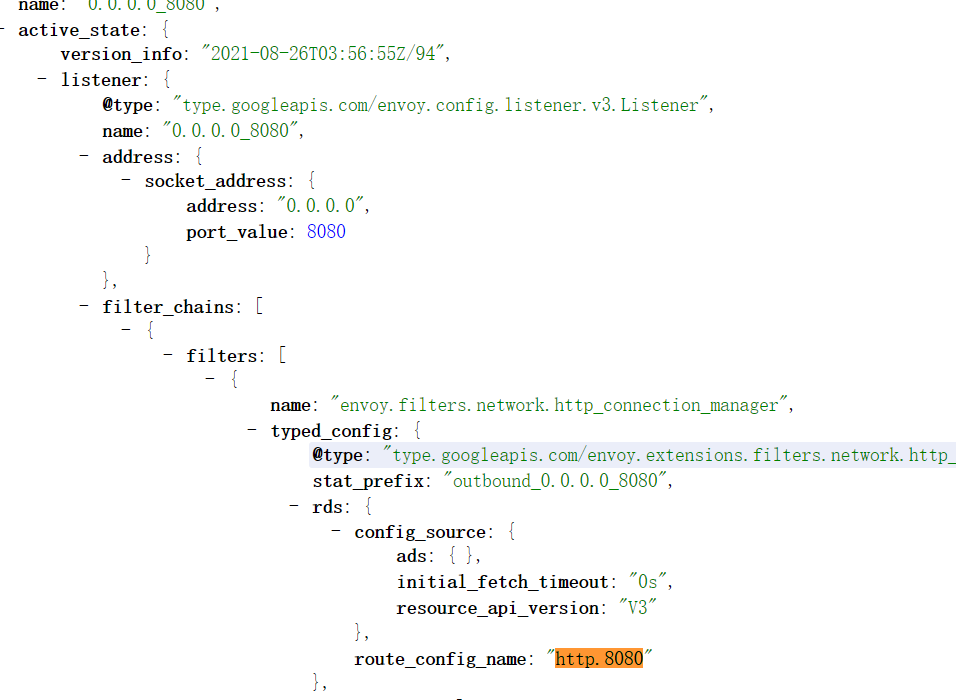 name: "0.0.0.0_8080",
- active_state: {
version_info: "2021-08-26T03:56:55Z/94",
- listener: {
@type: "type.googleapis.com/envoy.config.listener.v3.Listener",
name: "0.0.0.0_8080",
- address: {
- socket_address: {
address: "0.0.0.0",
port_value: 8080
}
},
- filter_chains: [
- {
- filters: [
- {
name: "envoy.filters.network.http_connection_manager",
- typed_config: {
@type: "type.googleapis.com/envoy.extensions.filters.network.http_
stat_prefix: "outbound_0.0.0.0_8080",
- rds: {
- config_source: {
ads: { },
initial_fetch_timeout: "0s",
resource_api_version: "V3"
},
route_config_name: "http.8080"
},